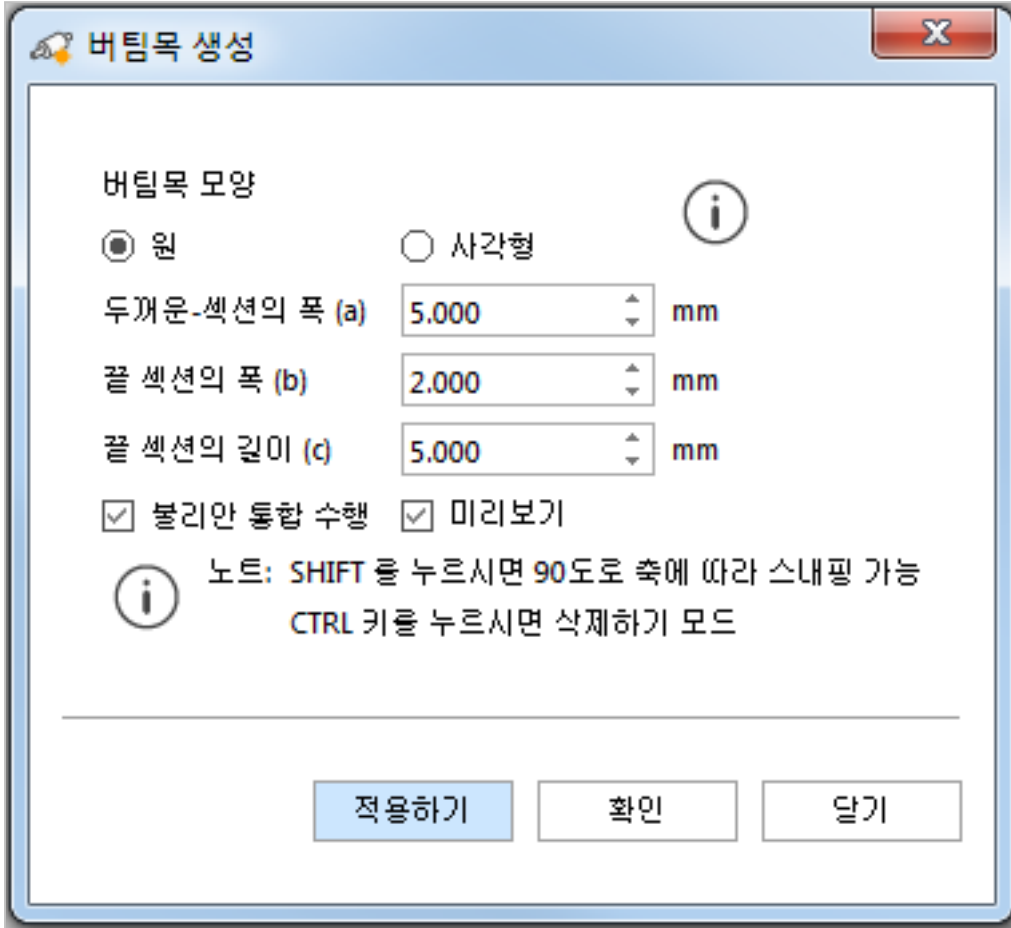 버팀목 생성
버팀목 모양
원 사각형
두꺼운-섹션의 폭 (a) 5.000 mm
끝 섹션의 폭 (b) 2.000 mm
끝 섹션의 길이 (c) 5.000 mm
불리안 통합 수행 미리보기
노트: SHIFT 를 누르시면 90도로 축에 따라 스내핑 가능
CTRL 키를 누르시면 삭제하기 모드
적용하기 확인 닫기